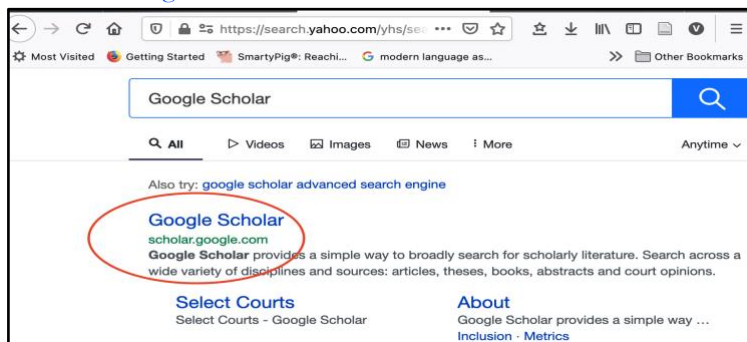 https://search.yahoo.com/yhs/sea
Most Visited Getting Started SmartyPig®: Reachi... G modern language as... >> Other Bookmarks
Google Scholar
All Videos Images News More Anytime
Also try: google scholar advanced search engine
Google Scholar
scholar.google.com
Google Scholar provides a simple way to broadly search for scholarly literature. Search across a
wide variety of disciplines and sources: articles, theses, books, abstracts and court opinions.
Select Courts About
Select Courts - Google Scholar Google Scholar provides a simple way ...
Inclusion - Metrics